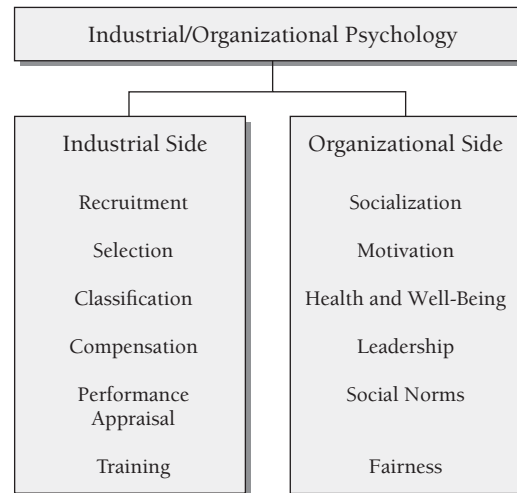 Industrial/Organizational Psychology
Industrial Side
Recruitment
Selection
Classification
Compensation
Performance
Appraisal
Training
Organizational Side
Socialization
Motivation
Health and Well-Being
Leadership
Social Norms
Fairness